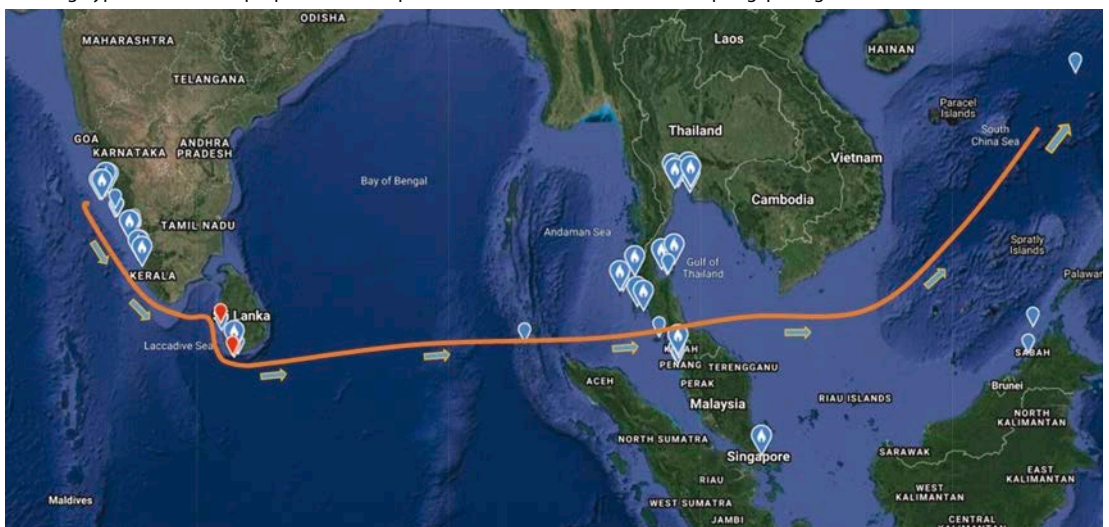 ODISHA
MAHARASHTRA
TELANGANA
GOA
KARNATAKA
ANDHRA
PRADESH
Bay of Bengal
TAMIL NADU
KERALA
Lanka
Laccadive Sea
Maldives
Laos
HAINAN
Thailand
Paracel
Islands
South
China Sea
Vietnam
Cambodia
Andaman Sea
Gulf of
Thailand
Spratly
Islands
Palawan
ACEH
PENANG
TERENGGANU
PERAK
Malaysia
RIAU ISLANDS
SABAH
Brunei
NORTH
KALIMANTAN
NORTH SUMATRA
Singapore
SARAWAK
RIAU
WEST
KALIMANTAN
EAST
KALIMANTAN
WEST SUMATRA
JAMBI
CENTRAL